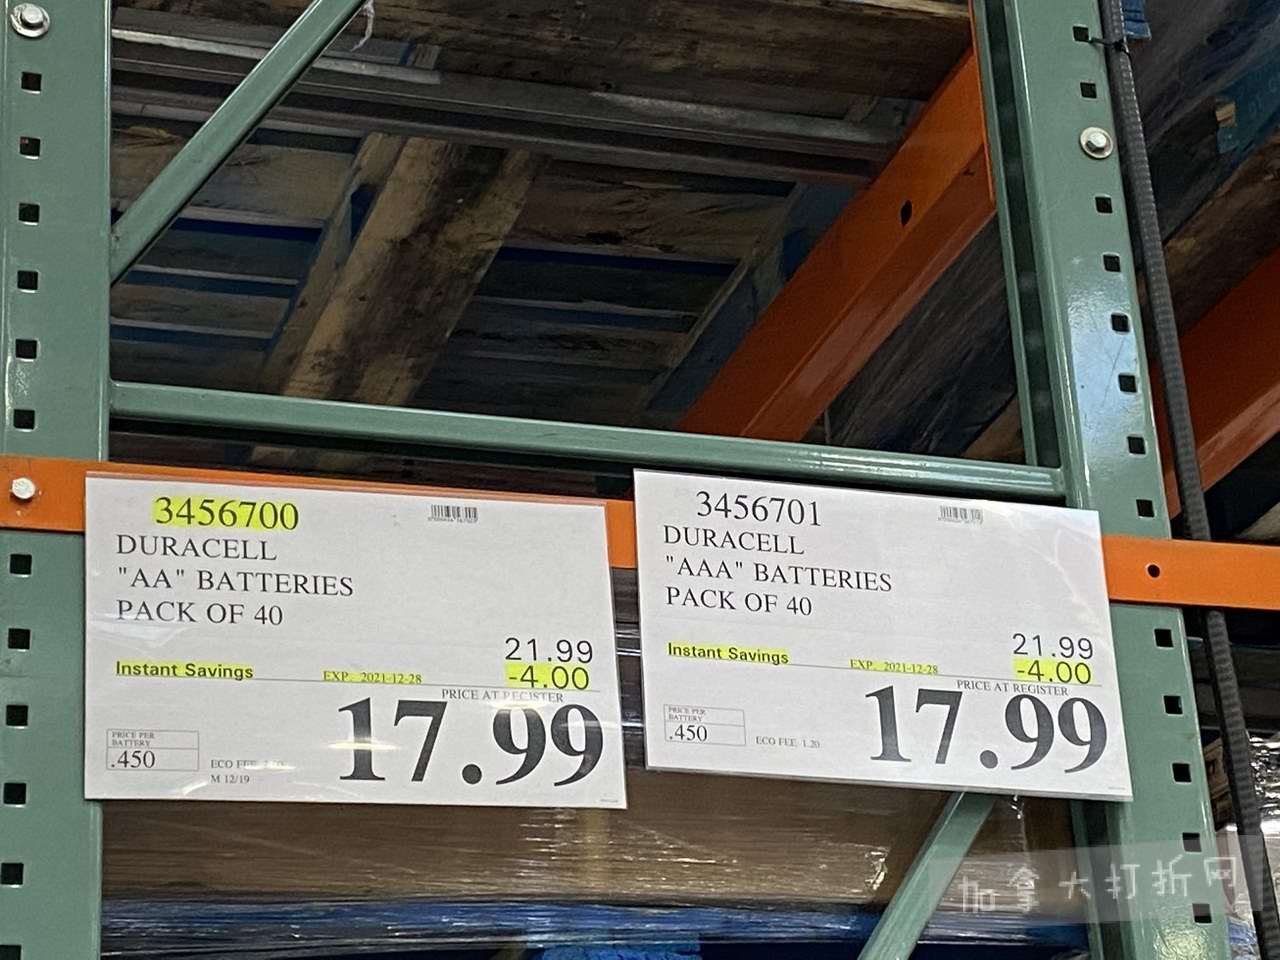 3456700
DURACELL
"AA" BATTERIES
PACK OF 40
21.99
Instant Savings
EXP. 2021-12-28
-4.00
PRICE AT REGISTER
17.99
PRICE PER
BATTERY
.450
ECO FEE
M 12/19
3456701
DURACELL
"AAA" BATTERIES
PACK OF 40
21.99
Instant Savings
EXP. 2021-12-28
-4.00
PRICE AT REGISTER
17.99
PRICE PER
BATTERY
.450
ECO FEE 1.20
加拿大打折网